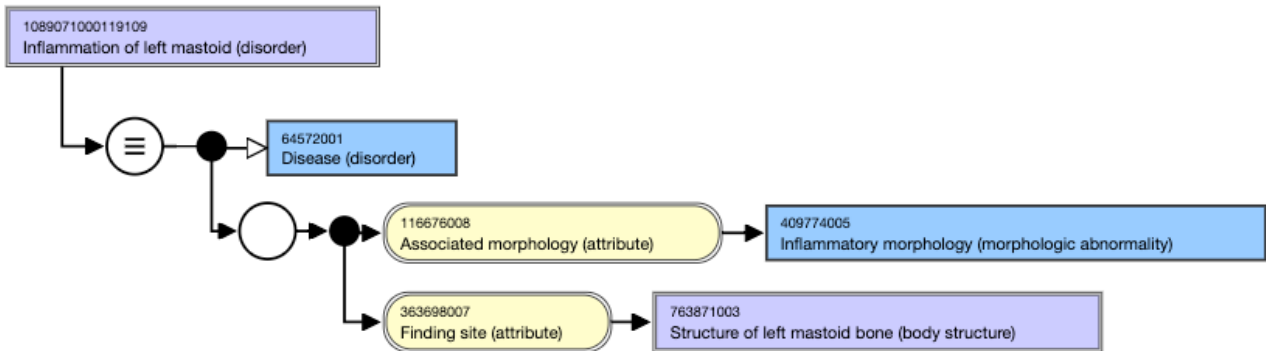 1089071000119109
Inflammation of left mastoid (disorder)
≡
64572001
Disease (disorder)
116676008
Associated morphology (attribute)
409774005
Inflammatory morphology (morphologic abnormality)
363698007
Finding site (attribute)
763871003
Structure of left mastoid bone (body structure)